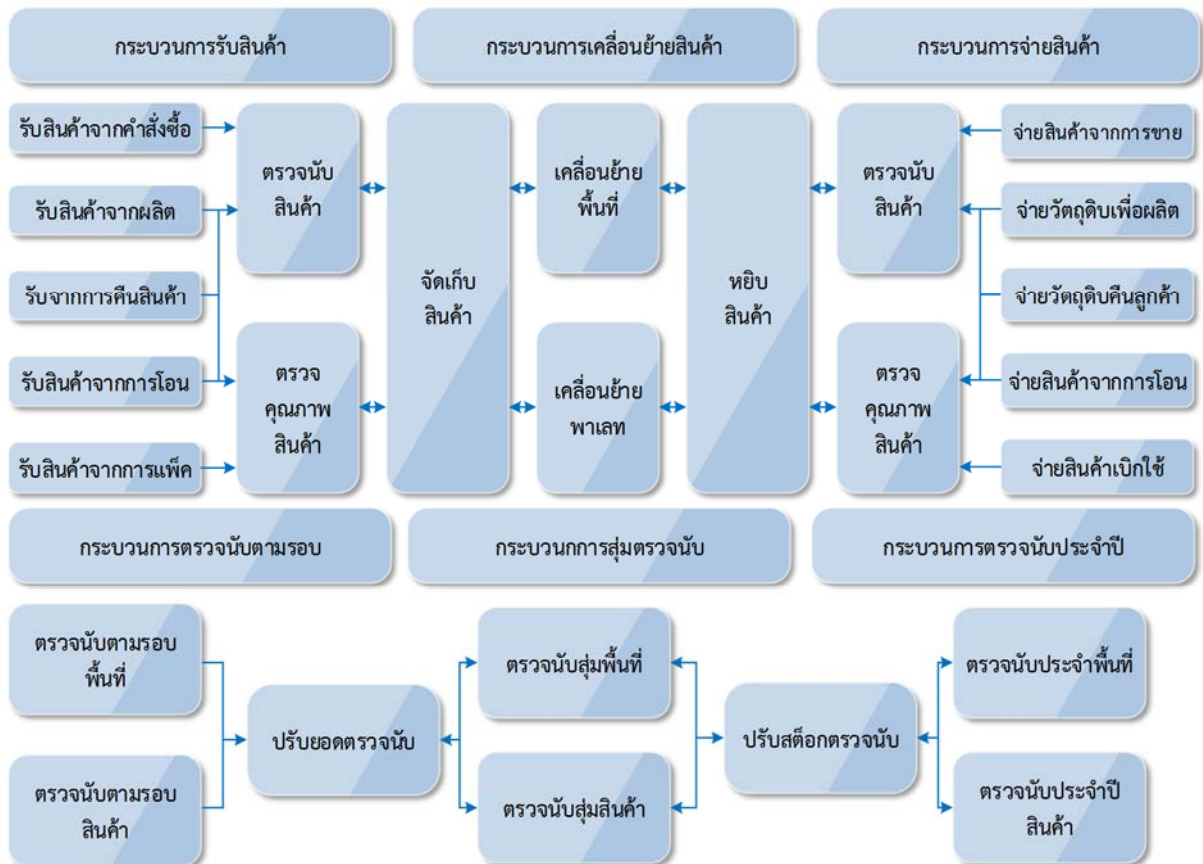 กระบวนการรับสินค้า
กระบวนการเคลื่อนย้ายสินค้า
กระบวนการจ่ายสินค้า
รับสินค้าจากคำสั่งซื้อ
รับสินค้าจากผลิต
รับจากการคืนสินค้า
รับสินค้าจากการโอน
รับสินค้าจากการแพ็ค
ตรวจนับ
สินค้า
ตรวจ
คุณภาพ
สินค้า
จัดเก็บ
สินค้า
เคลื่อนย้าย
พื้นที่
เคลื่อนย้าย
พาเลท
หยิบ
สินค้า
ตรวจนับ
สินค้า
ตรวจ
คุณภาพ
สินค้า
จ่ายสินค้าจากการขาย
จ่ายวัตถุดิบเพื่อผลิต
จ่ายวัตถุดิบคืนลูกค้า
จ่ายสินค้าจากการโอน
จ่ายสินค้าเบิกใช้
กระบวนการตรวจนับตามรอบ
กระบวนกการสุ่มตรวจนับ
กระบวนการตรวจนับประจำปี
ตรวจนับตามรอบ
พื้นที่
ตรวจนับตามรอบ
สินค้า
ปรับยอดตรวจนับ
ตรวจนับสุ่มพื้นที่
ตรวจนับสุ่มสินค้า
ปรับสต็อกตรวจนับ
ตรวจนับประจำพื้นที่
ตรวจนับประจำปี
สินค้า